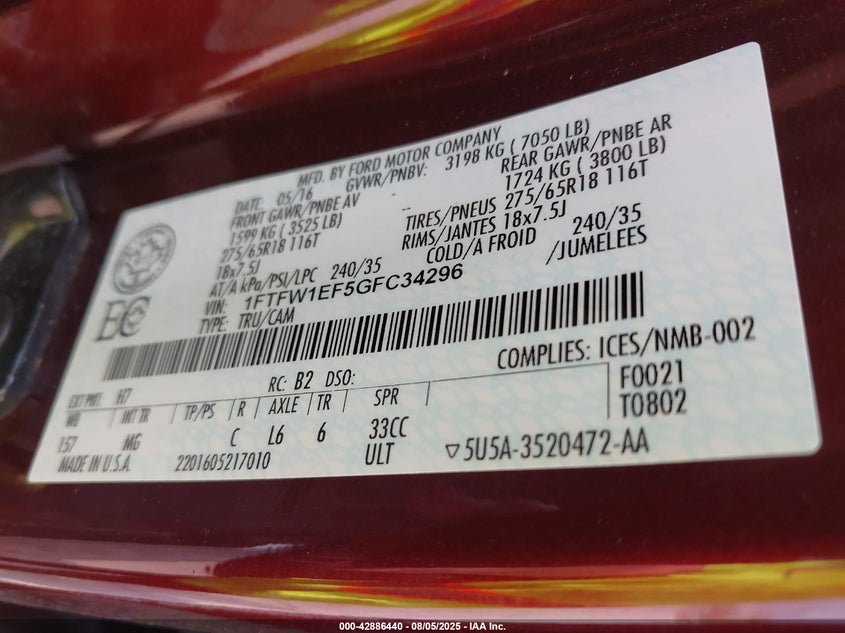 MFD. BY FORD MOTOR COMPANY
DATE: 05/16 GVWR/PNBV: 3198 KG ( 7050 LB)
FRONT GAWR/PNBE AV -- REAR GAWR/PNBE AR
1599 KG ( 3525 LB) 1724 KG ( 3800 LB)
275/65R18 116T TIRES/PNEUS 275/65R18 116T
18x7.5J RIMS/JANTES 18x7.5J
AT/A kPa/PSI/LPC 240/35 COLD/A FROID 240/35
VIN: 1FTFW1EF5GFC34296 /JUMELEES
TYPE: TRU/CAM
COMPLIES: ICES/NMB-002
EXT PNT: H7 RC: B2 DSO: F0021
WB INT TR TP/PS R AXLE TR SPR T0802
157 MG C L6 6 33CC
MADE IN U.S.A. 2201605217010 ULT ▽5U5A-3520472-AA
EC
000-42886440 - 08/05/2025 - IAA Inc.